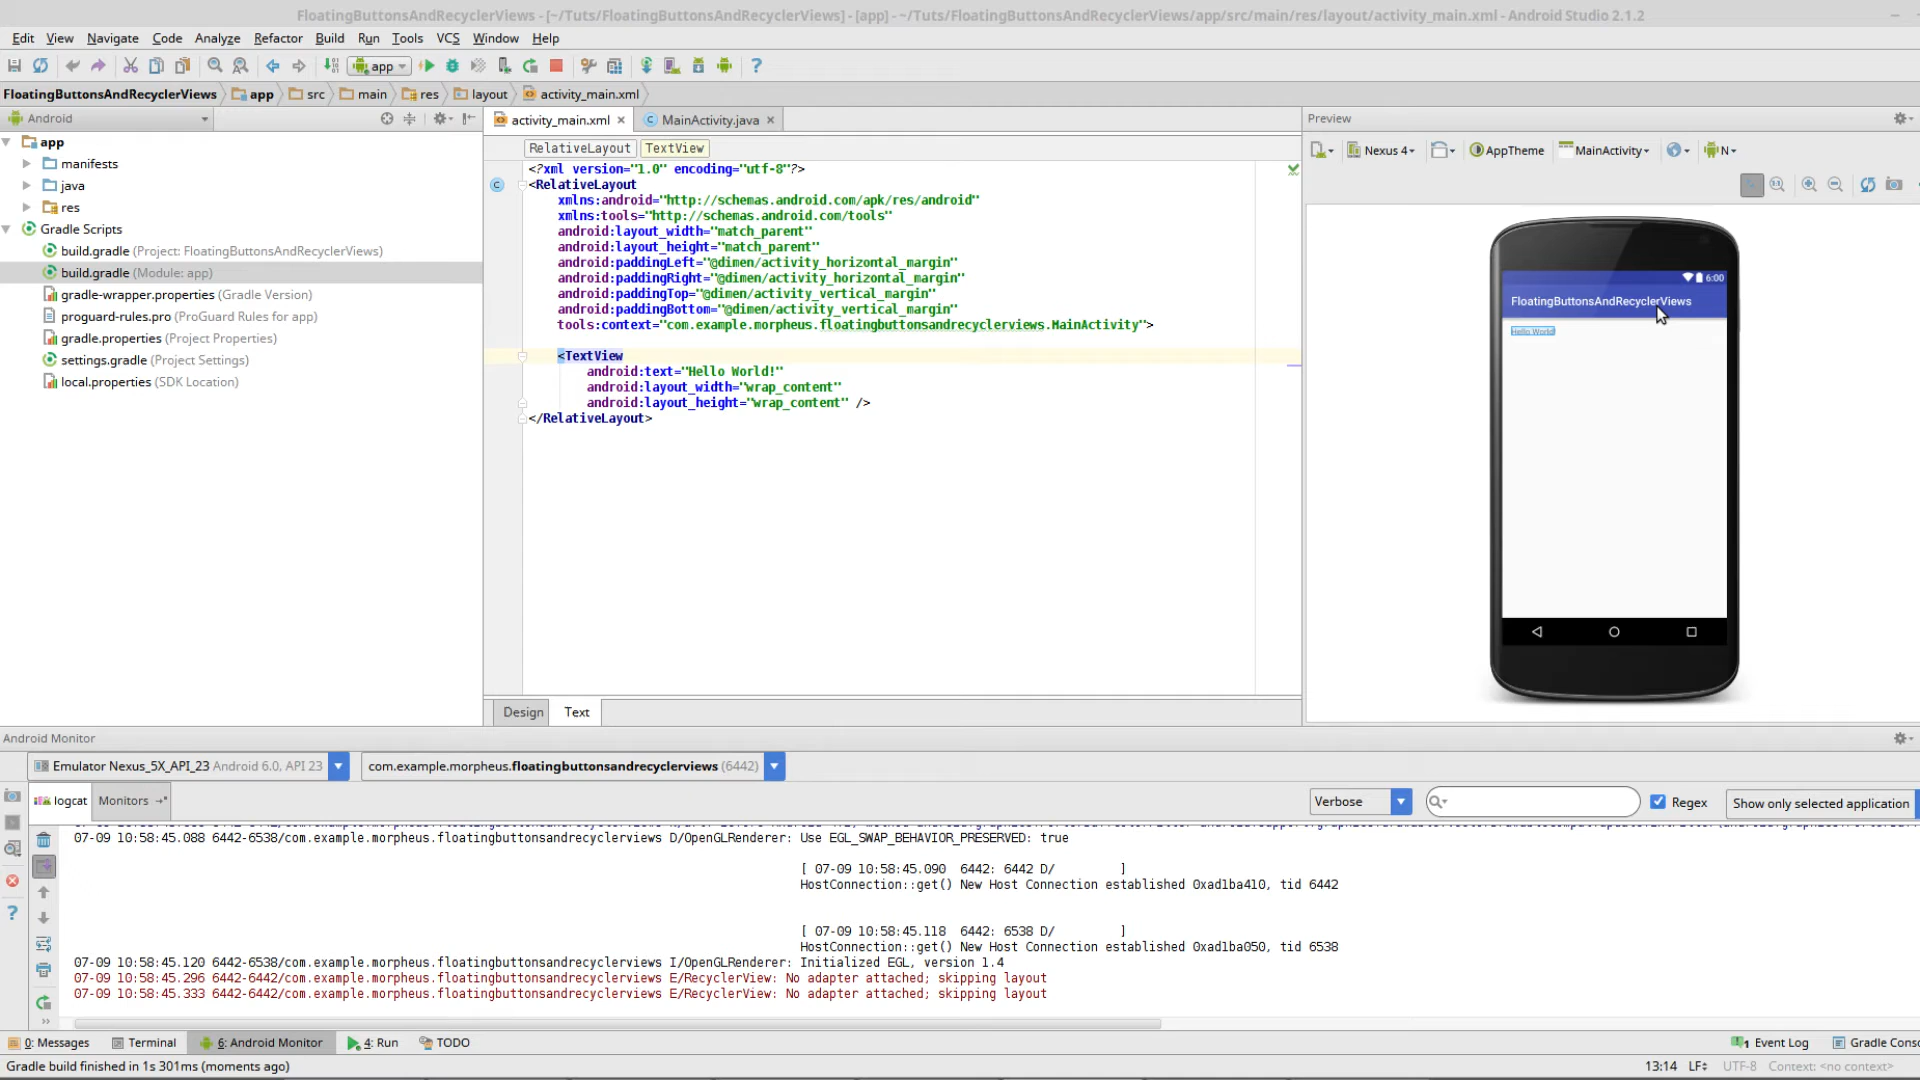 FloatingButtonsAndRecyclerViews - [~/Tuts/FloatingButtonsAndRecyclerViews] - [app] - ~/Tuts/FloatingButtonsAndRecyclerViews/app/src/main/res/layout/activity_main.xml - Android Studio 2.1.2
Edit View Navigate Code Analyze Refactor Build Run Tools VCS Window Help
app
FloatingButtonsAndRecyclerViews app src main res layout activity_main.xml
Android
activity_main.xml MainActivity.java
Preview
app
manifests
java
res
Gradle Scripts
build.gradle (Project: FloatingButtonsAndRecyclerViews)
build.gradle (Module: app)
gradle-wrapper.properties (Gradle Version)
proguard-rules.pro (ProGuard Rules for app)
gradle.properties (Project Properties)
settings.gradle (Project Settings)
local.properties (SDK Location)
RelativeLayout TextView
<?xml version="1.0" encoding="utf-8"?>
<RelativeLayout
xmlns:android="http://schemas.android.com/apk/res/android"
xmlns:tools="http://schemas.android.com/tools"
android:layout_width="match_parent"
android:layout_height="match_parent"
android:paddingLeft="@dimen/activity_horizontal_margin"
android:paddingRight="@dimen/activity_horizontal_margin"
android:paddingTop="@dimen/activity_vertical_margin"
android:paddingBottom="@dimen/activity_vertical_margin"
tools:context="com.example.morpheus.floatingbuttonsandrecyclerviews.MainActivity">
<TextView
android:text="Hello World!"
android:layout_width="wrap_content"
android:layout_height="wrap_content" />
</RelativeLayout>
Design Text
Nexus 4 AppTheme MainActivity N
6:00
FloatingButtonsAndRecyclerViews
Hello World!
Android Monitor
Emulator Nexus_5X_API_23 Android 6.0, API 23
com.example.morpheus.floatingbuttonsandrecyclerviews (6442)
logcat Monitors
Verbose Regex Show only selected application
07-09 10:58:45.088 6442-6538/com.example.morpheus.floatingbuttonsandrecyclerviews D/OpenGLRenderer: Use EGL_SWAP_BEHAVIOR_PRESERVED: true
[ 07-09 10:58:45.090 6442: 6442 D/ ]
HostConnection::get() New Host Connection established 0xad1ba410, tid 6442
[ 07-09 10:58:45.118 6442: 6538 D/ ]
HostConnection::get() New Host Connection established 0xad1ba050, tid 6538
07-09 10:58:45.120 6442-6538/com.example.morpheus.floatingbuttonsandrecyclerviews I/OpenGLRenderer: Initialized EGL, version 1.4
07-09 10:58:45.296 6442-6442/com.example.morpheus.floatingbuttonsandrecyclerviews E/RecyclerView: No adapter attached; skipping layout
07-09 10:58:45.333 6442-6442/com.example.morpheus.floatingbuttonsandrecyclerviews E/RecyclerView: No adapter attached; skipping layout
0: Messages Terminal 6: Android Monitor 4: Run TODO
1 Event Log Gradle Conso
Gradle build finished in 1s 301ms (moments ago)
13:14 LF UTF-8 Context: <no context>